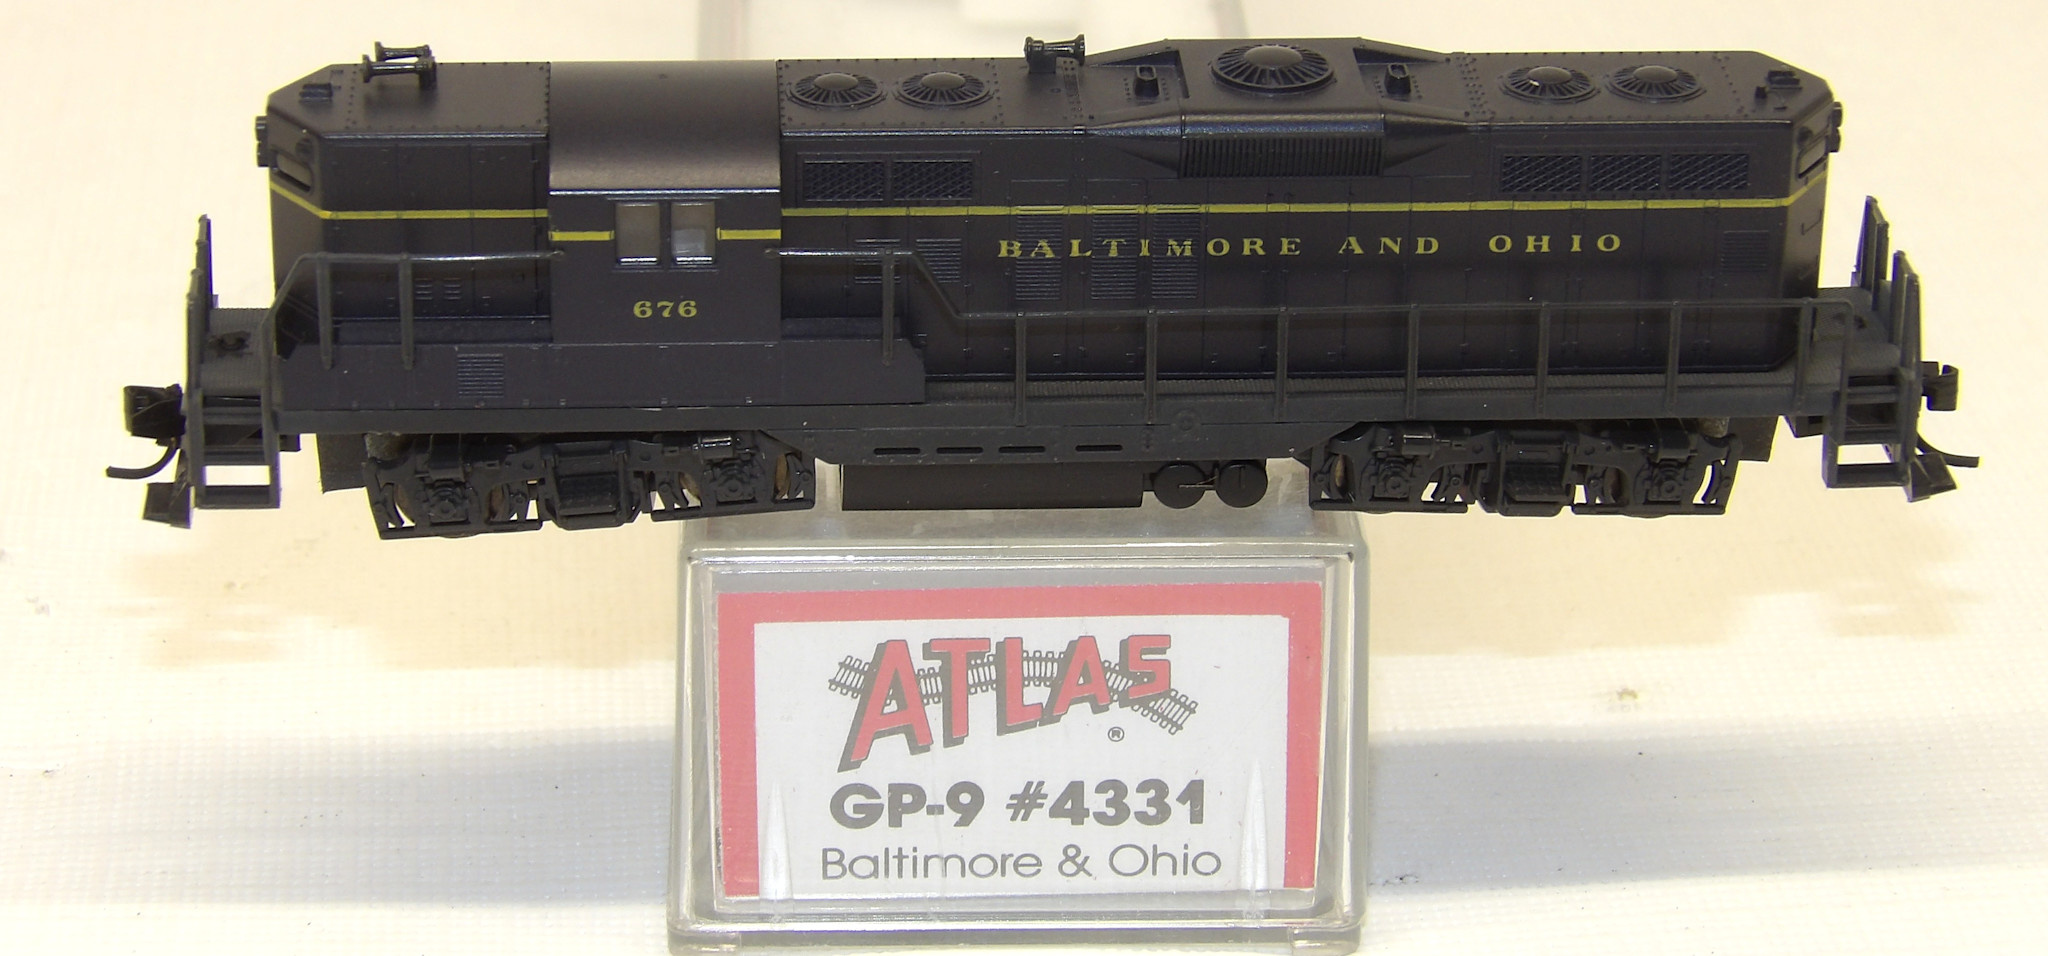 BALTIMORE AND OHIO
676
ATLAS
®
GP-9 #4331
Baltimore & Ohio